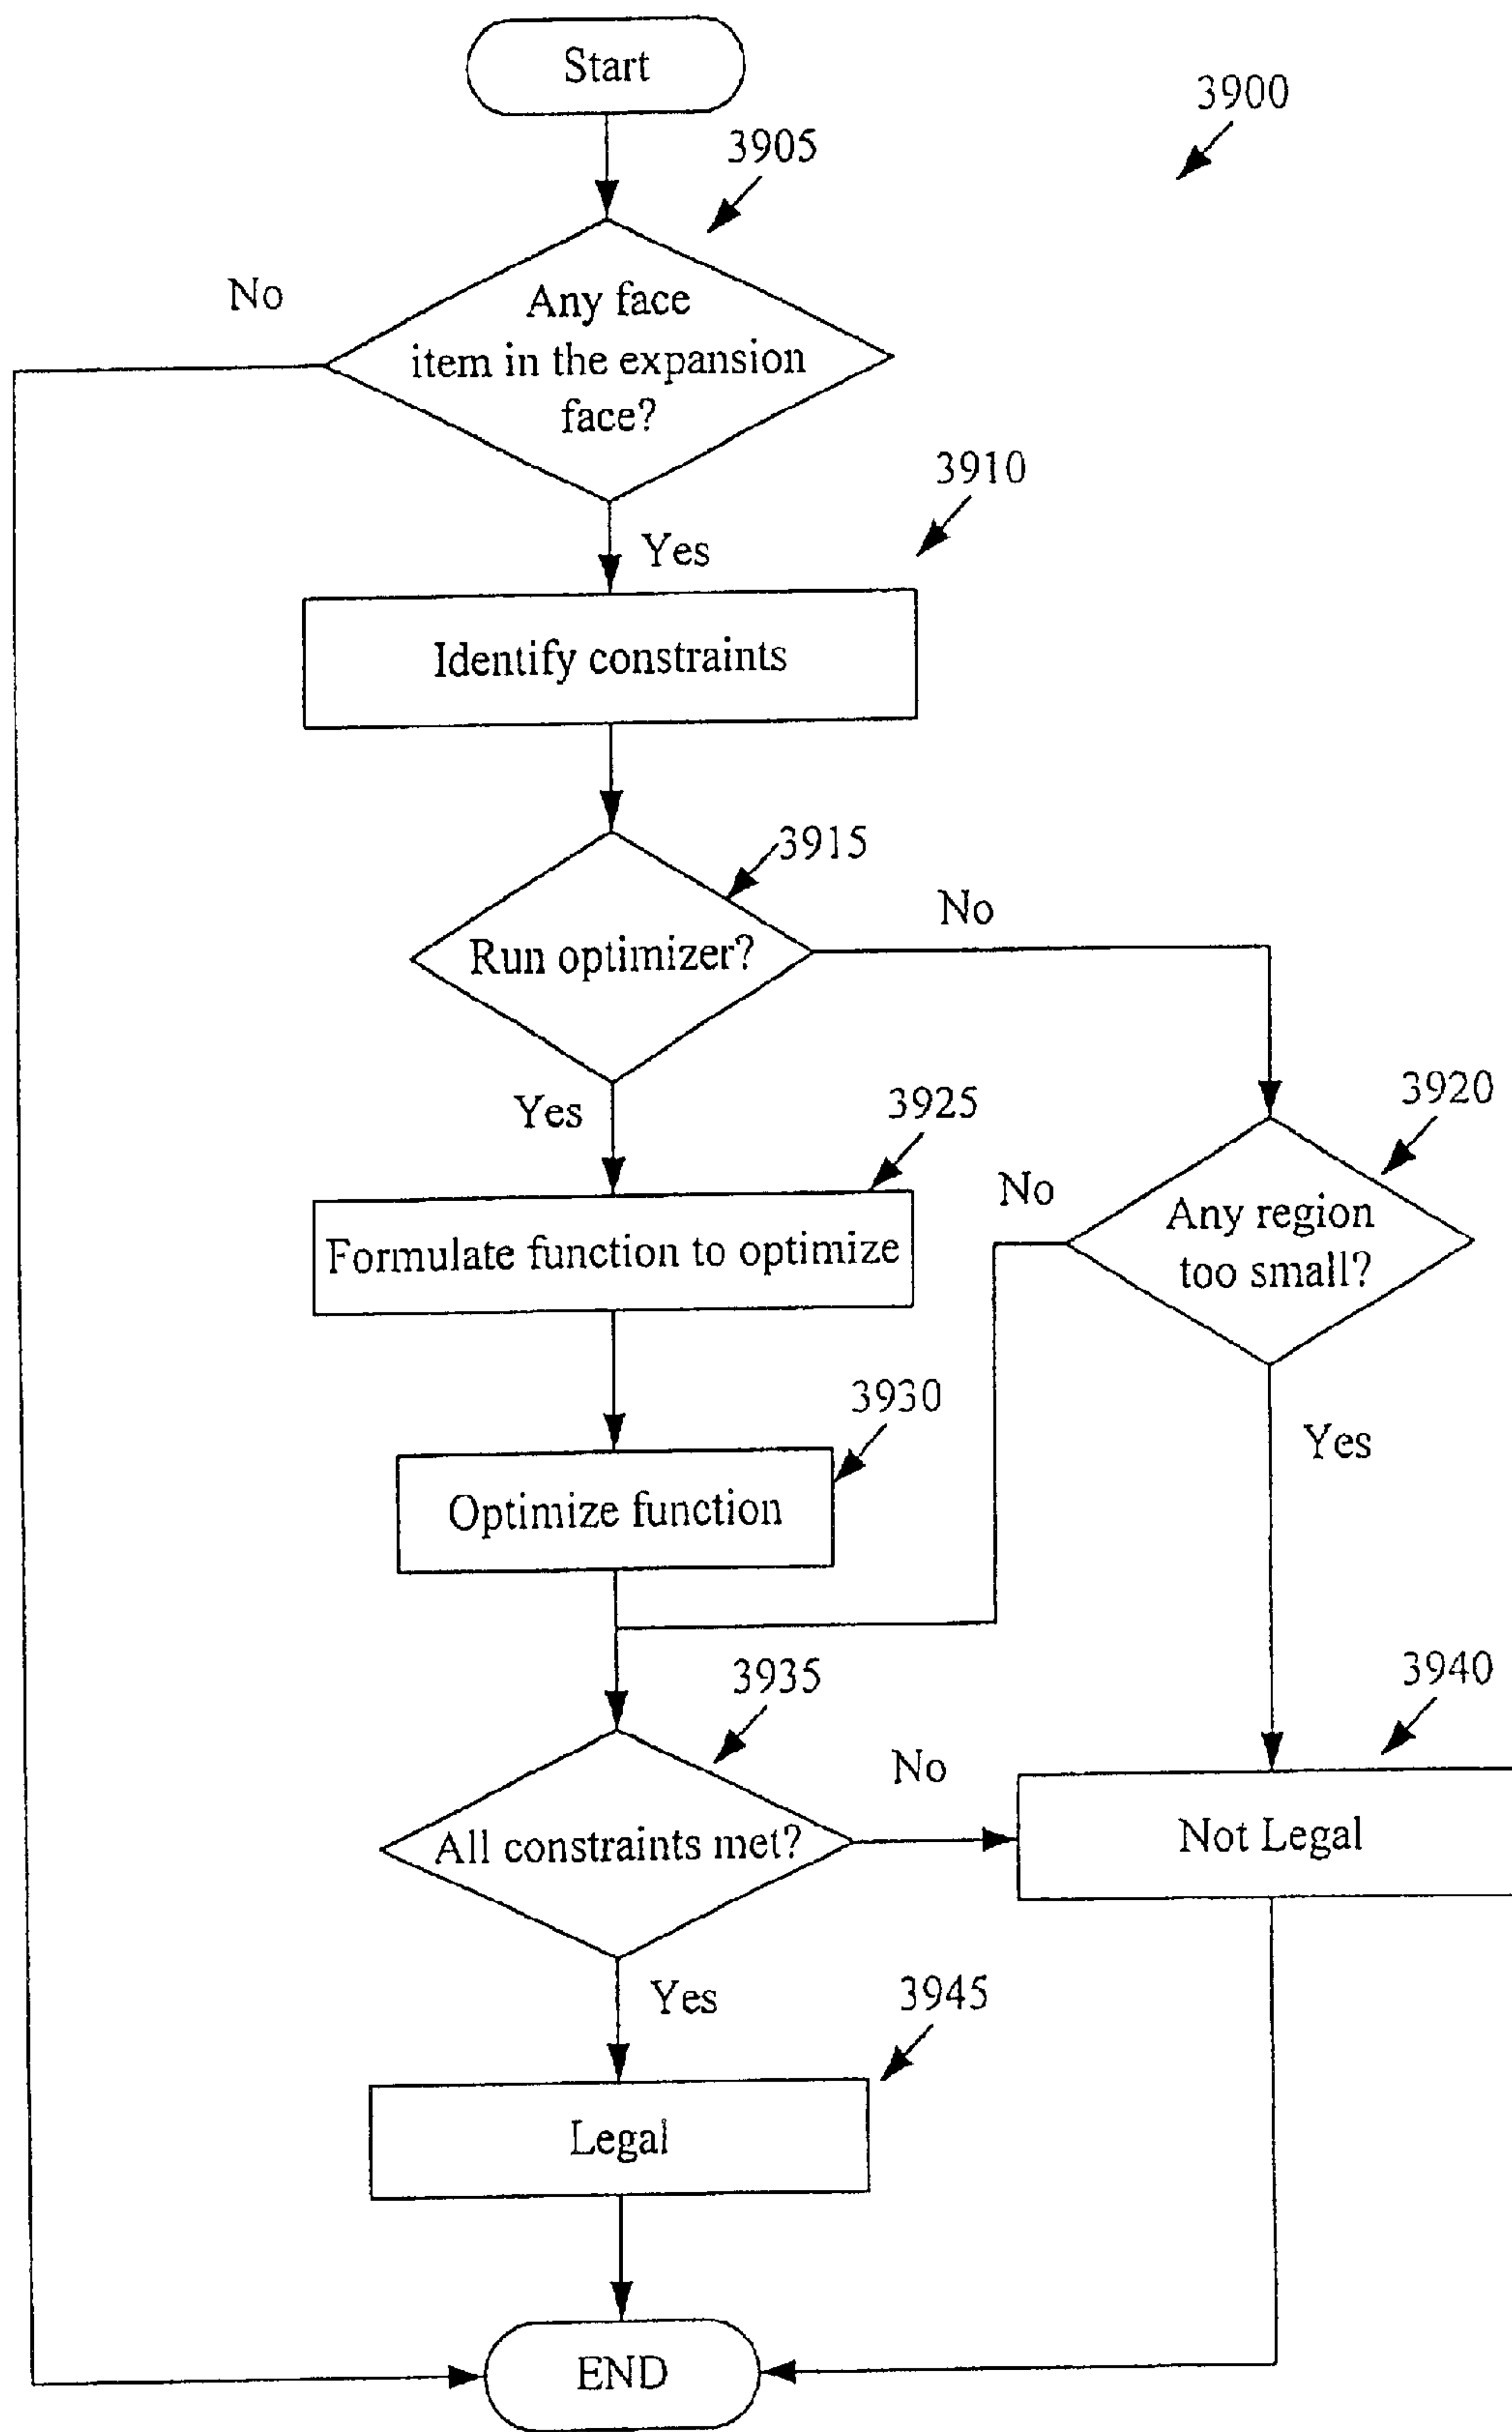 Start
3900
3905
No
Any face
item in the expansion
face?
3910
Yes
Identify constraints
3915
No
Run optimizer?
Yes
3925
3920
No
Any region
too small?
Formulate function to optimize
3930
Yes
Optimize function
3935
3940
No
All constraints met?
Not Legal
Yes
3945
Legal
END